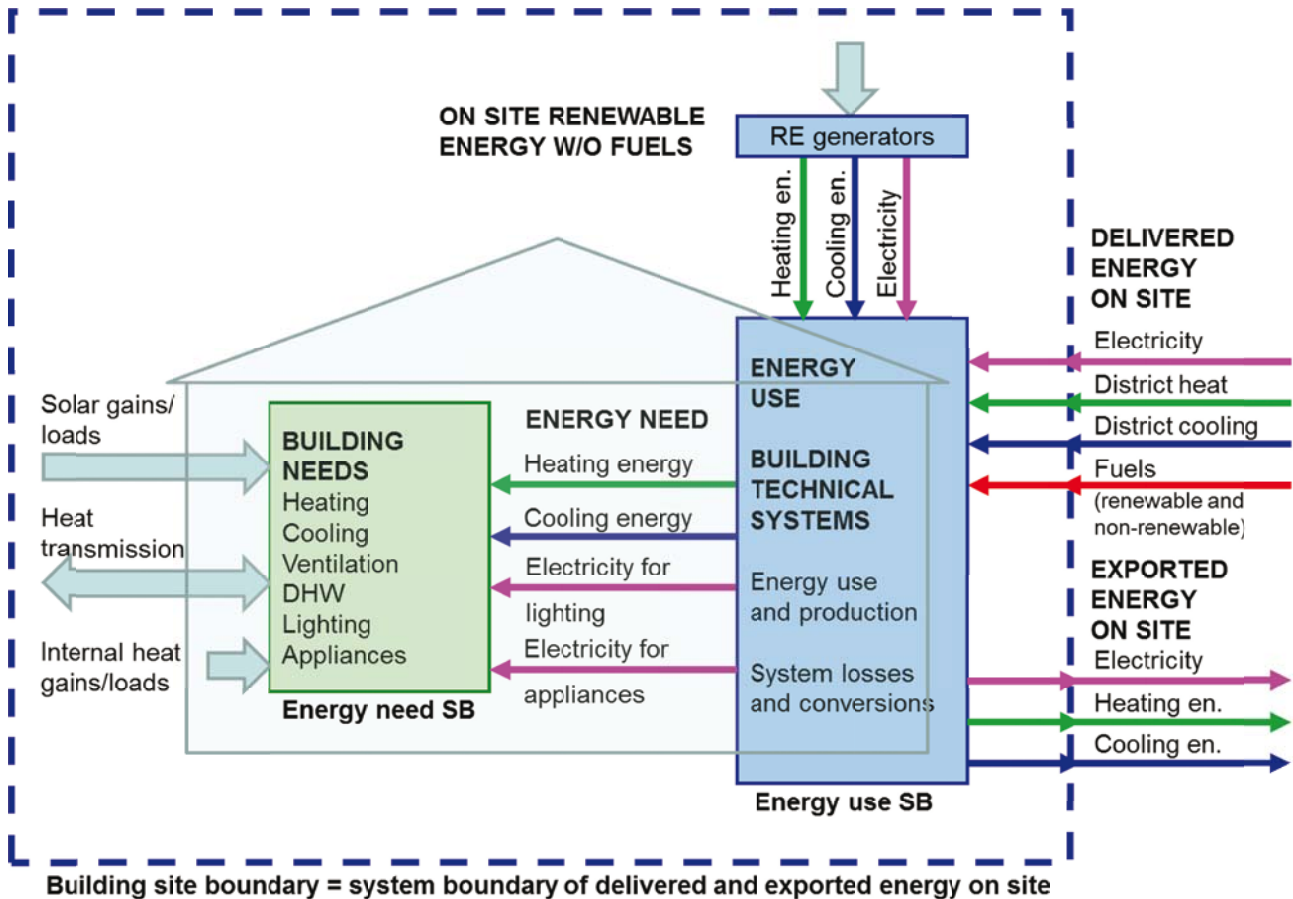 ON SITE RENEWABLE
ENERGY W/O FUELS
RE generators
Heating en.
Cooling en.
Electricity
DELIVERED
ENERGY
ON SITE
Electricity
District heat
District cooling
Fuels
(renewable and
non-renewable)
EXPORTED
ENERGY
ON SITE
Electricity
Heating en.
Cooling en.
ENERGY
USE
BUILDING
TECHNICAL
SYSTEMS
Energy use
and production
System losses
and conversions
Energy use SB
ENERGY NEED
Heating energy
Cooling energy
Electricity for
lighting
Electricity for
appliances
Solar gains/
loads
Heat
transmission
Internal heat
gains/loads
BUILDING
NEEDS
Heating
Cooling
Ventilation
DHW
Lighting
Appliances
Energy need SB
Building site boundary = system boundary of delivered and exported energy on site